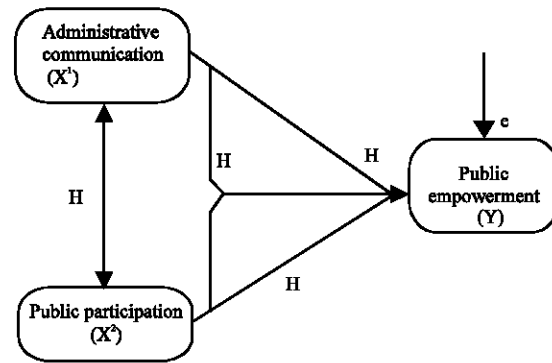 Administrative
communication
(X¹)
H
H
H
H
e
Public
empowerment
(Y)
Public participation
(X²)